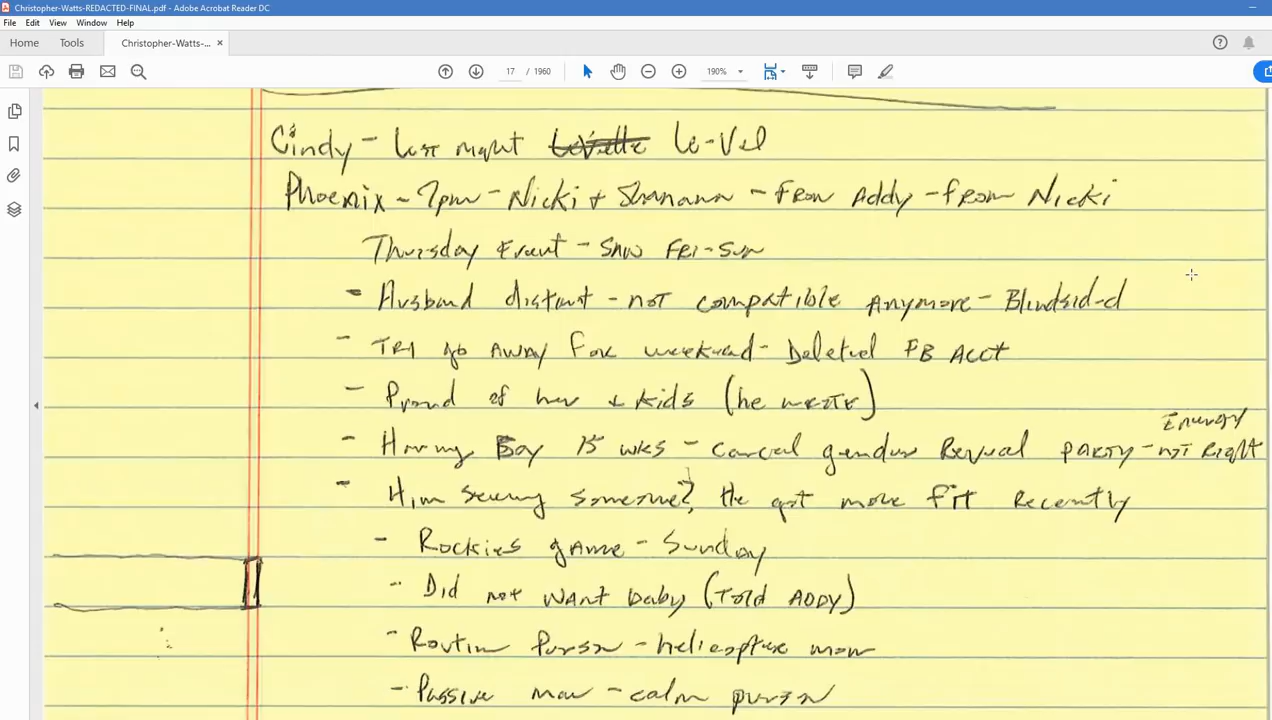 Christopher-Watts-REDACTED-FINAL.pdf - Adobe Acrobat Reader DC
File Edit View Window Help
Home Tools Christopher-Watts-... ×
17 / 1960 190%
Cindy - Last night Le-Vel
Phoenix - 7pm - Nicki + Shanann - From Addy - from Nicki
Thursday Event - SAW FRI-SUN
- Husband distant - not compatible Anymore - Blindsided
- TRY go AWAY for weekend - Deleted FB Acct
- Proud of her + kids (he wrote)
Energy
- Having Boy 15 wks - Cancel gender Reveal party - not Right
- Him seeing someone? He got more fit Recently
- Rockies game - Sunday
- Did not want baby (Told ADDY)
- Routine Person - helicopter mom
- Passive man - calm person